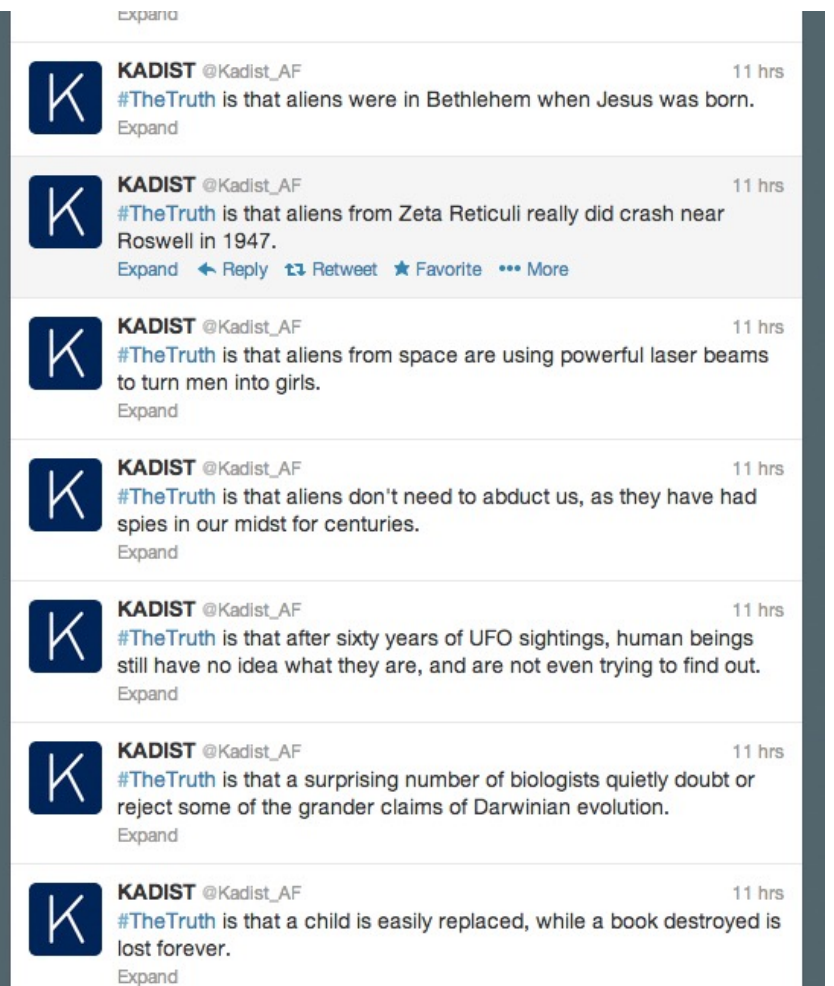 Expand
KADIST @Kadist_AF 11 hrs
#TheTruth is that aliens were in Bethlehem when Jesus was born.
Expand
K
KADIST @Kadist_AF 11 hrs
#TheTruth is that aliens from Zeta Reticuli really did crash near
Roswell in 1947.
Expand Reply Retweet Favorite More
K
KADIST @Kadist_AF 11 hrs
#TheTruth is that aliens from space are using powerful laser beams
to turn men into girls.
Expand
K
KADIST @Kadist_AF 11 hrs
#TheTruth is that aliens don't need to abduct us, as they have had
spies in our midst for centuries.
Expand
K
KADIST @Kadist_AF 11 hrs
#TheTruth is that after sixty years of UFO sightings, human beings
still have no idea what they are, and are not even trying to find out.
Expand
K
KADIST @Kadist_AF 11 hrs
#TheTruth is that a surprising number of biologists quietly doubt or
reject some of the grander claims of Darwinian evolution.
Expand
K
KADIST @Kadist_AF 11 hrs
#TheTruth is that a child is easily replaced, while a book destroyed is
lost forever.
Expand
K